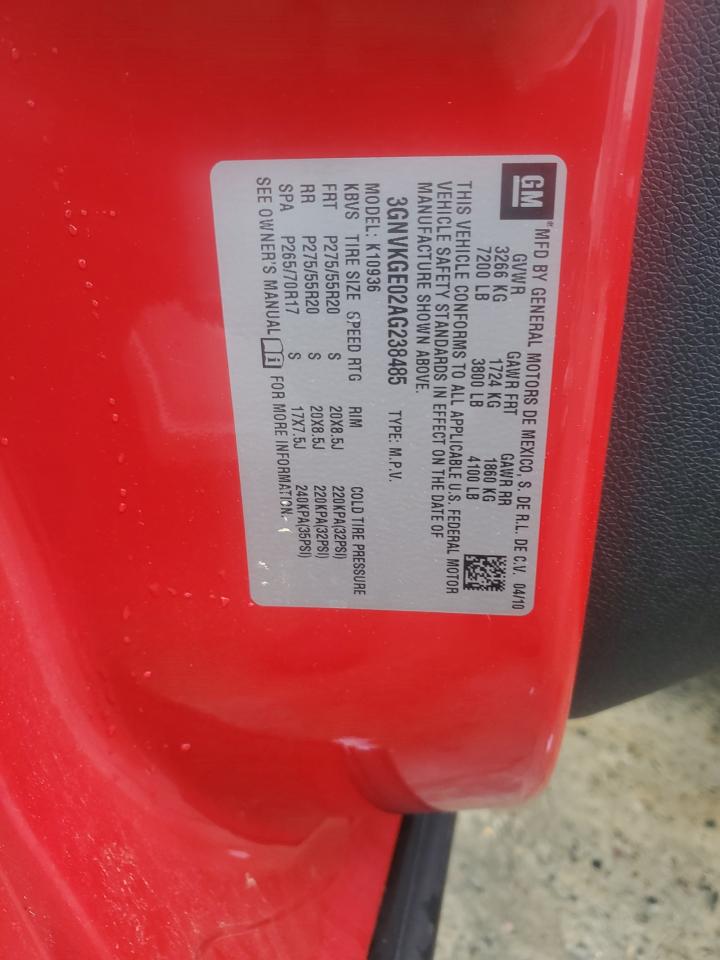 GM® MFD BY GENERAL MOTORS DE MEXICO, S. DE R.L. DE C.V. 04/10
GVWR GAWR FRT GAWR RR
3266 KG 1724 KG 1860 KG
7200 LB 3800 LB 4100 LB
THIS VEHICLE CONFORMS TO ALL APPLICABLE U.S. FEDERAL MOTOR
VEHICLE SAFETY STANDARDS IN EFFECT ON THE DATE OF
MANUFACTURE SHOWN ABOVE.
3GNVKGE02AG238485 TYPE: M.P.V.
MODEL: K10936
KBVS TIRE SIZE SPEED RTG RIM COLD TIRE PRESSURE
FRT P275/55R20 S 20X8.5J 220KPA(32PSI)
RR P275/55R20 S 20X8.5J 220KPA(32PSI)
SPA P265/70R17 S 17X7.5J 240KPA(35PSI)
SEE OWNER'S MANUAL i FOR MORE INFORMATION.